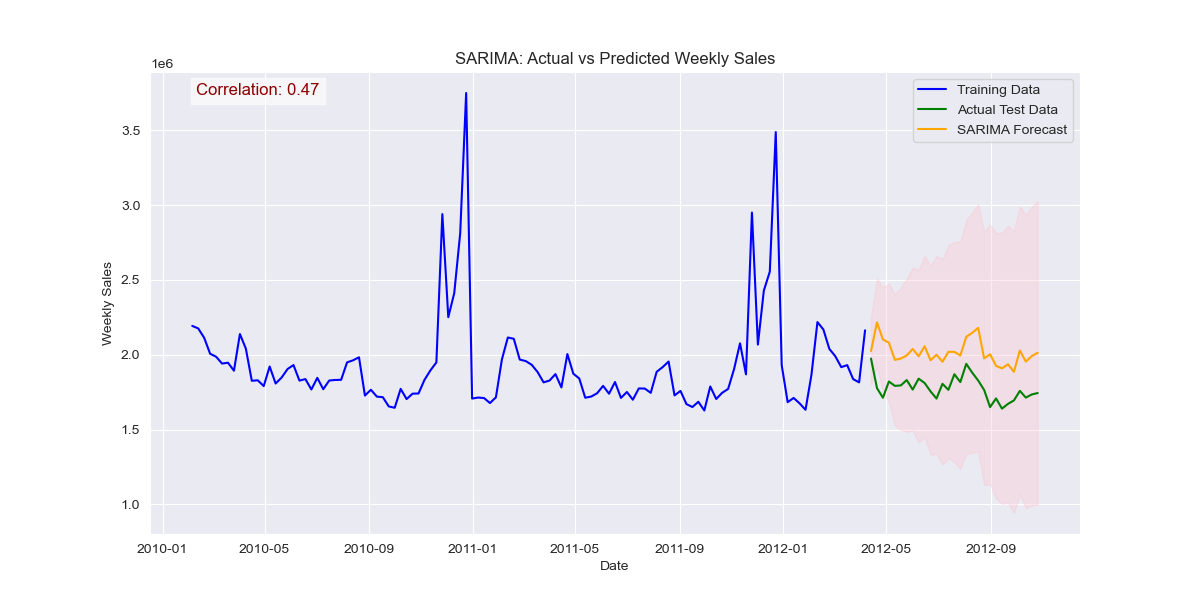 SARIMA: Actual vs Predicted Weekly Sales
1e6
Correlation: 0.47
Training Data
Actual Test Data
SARIMA Forecast
3.5
3.0
2.5
2.0
1.5
1.0
Weekly Sales
2010-01 2010-05 2010-09 2011-01 2011-05 2011-09 2012-01 2012-05 2012-09
Date